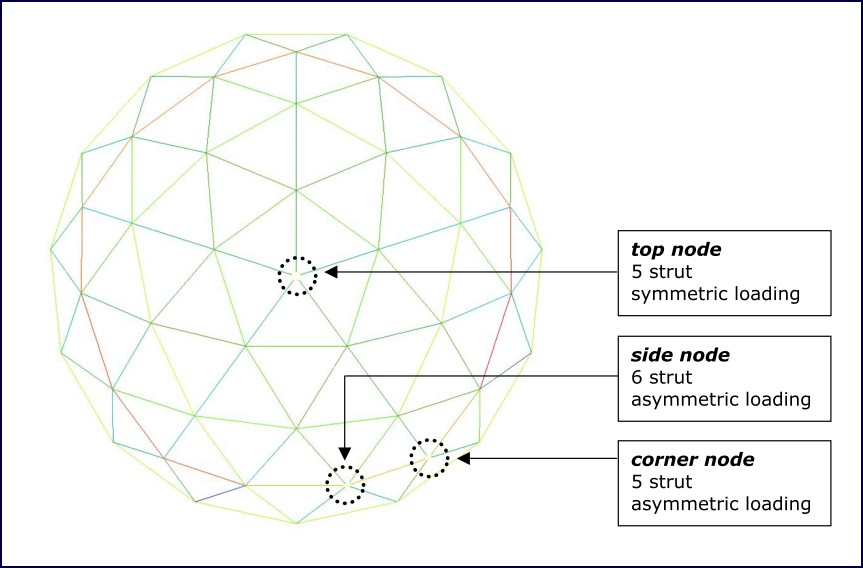 top node
5 strut
symmetric loading
side node
6 strut
asymmetric loading
corner node
5 strut
asymmetric loading